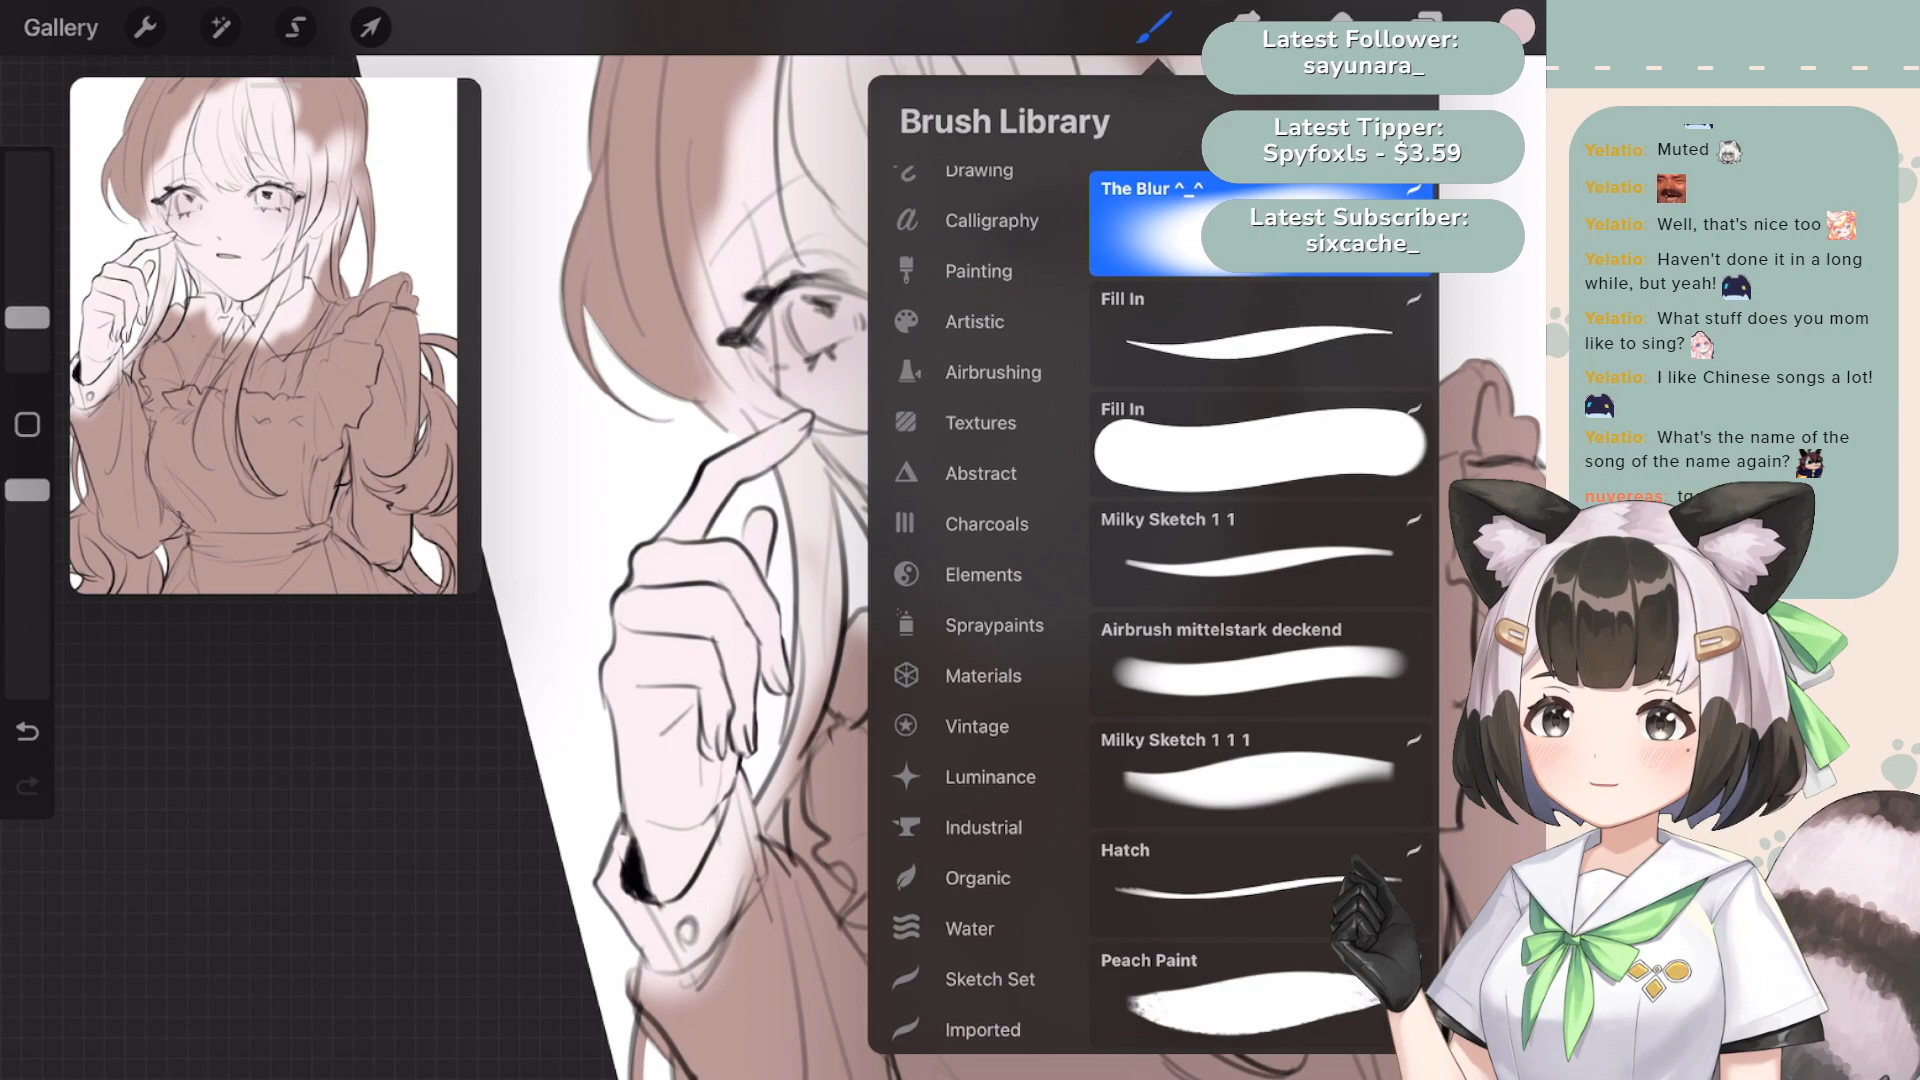 Gallery
Brush Library
Drawing
Calligraphy
Painting
Artistic
Airbrushing
Textures
Abstract
Charcoals
Elements
Spraypaints
Materials
Vintage
Luminance
Industrial
Organic
Water
Sketch Set
Imported
The Blur ^_^
Fill In
Fill In
Milky Sketch 1 1
Airbrush mittelstark deckend
Milky Sketch 1 1 1
Hatch
Peach Paint
Latest Follower:
sayunara_
Latest Tipper:
Spyfoxls - $3.59
Latest Subscriber:
sixcache_
Yelatio: Muted
Yelatio:
Yelatio: Well, that's nice too
Yelatio: Haven't done it in a long
while, but yeah!
Yelatio: What stuff does you mom
like to sing?
Yelatio: I like Chinese songs a lot!
Yelatio: What's the name of the
song of the name again?
nuvereas: